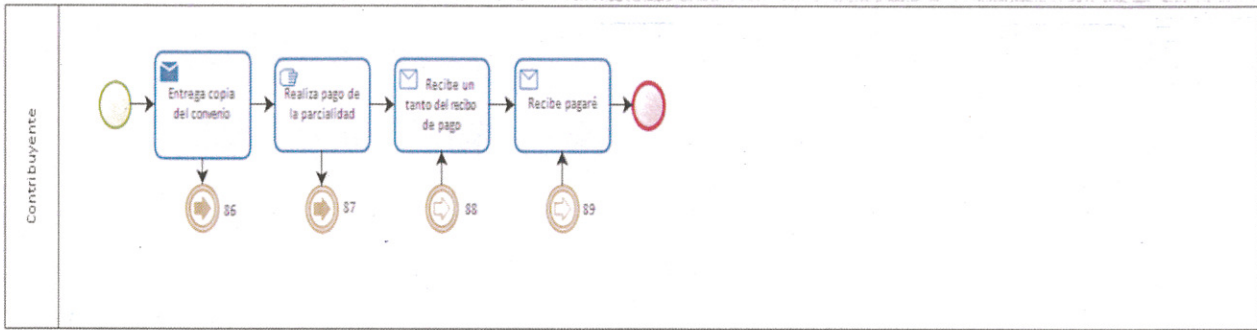 Contribuyente
Entrega copia
del convenio
Realiza pago de
la parcialidad
Recibe un
tanto del recibo
de pago
Recibe pagaré
86
87
88
89